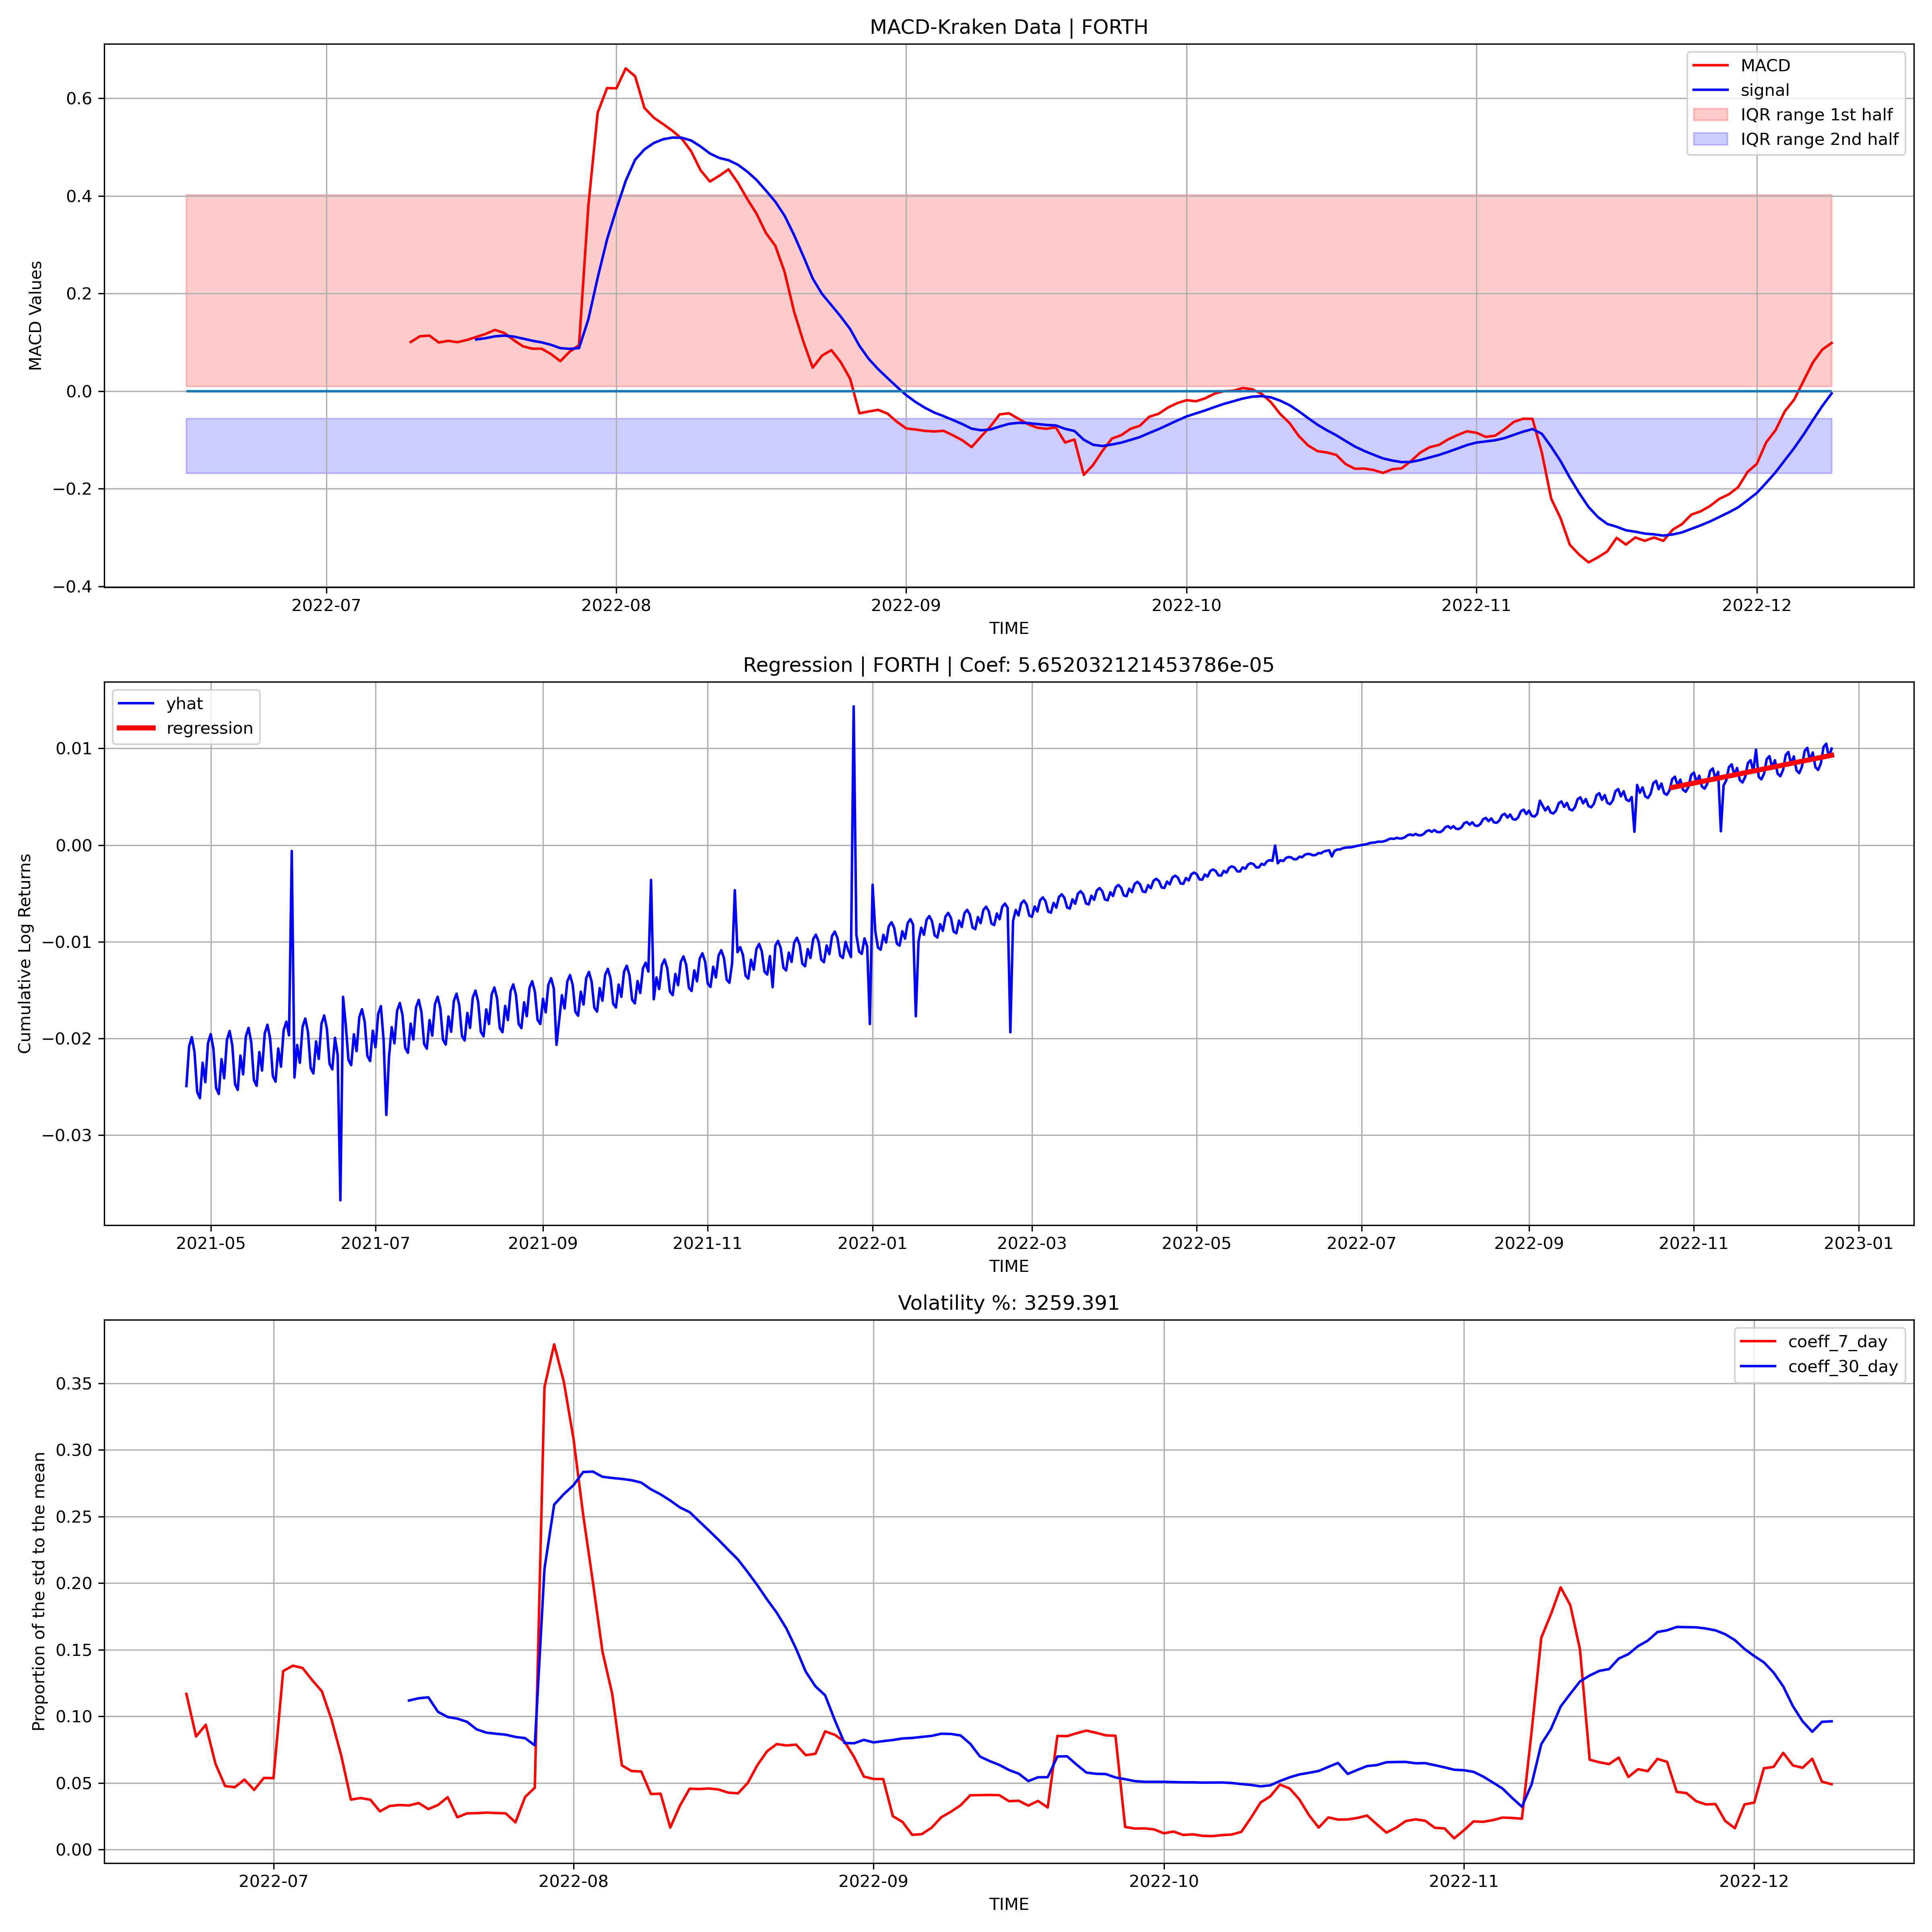 MACD-Kraken Data | FORTH
MACD
signal
IQR range 1st half
IQR range 2nd half
MACD Values
0.6
0.4
0.2
0.0
−0.2
−0.4
2022-07 2022-08 2022-09 2022-10 2022-11 2022-12
TIME
Regression | FORTH | Coef: 5.652032121453786e-05
yhat
regression
Cumulative Log Returns
0.01
0.00
−0.01
−0.02
−0.03
2021-05 2021-07 2021-09 2021-11 2022-01 2022-03 2022-05 2022-07 2022-09 2022-11 2023-01
TIME
Volatility %: 3259.391
coeff_7_day
coeff_30_day
Proportion of the std to the mean
0.35
0.30
0.25
0.20
0.15
0.10
0.05
0.00
2022-07 2022-08 2022-09 2022-10 2022-11 2022-12
TIME